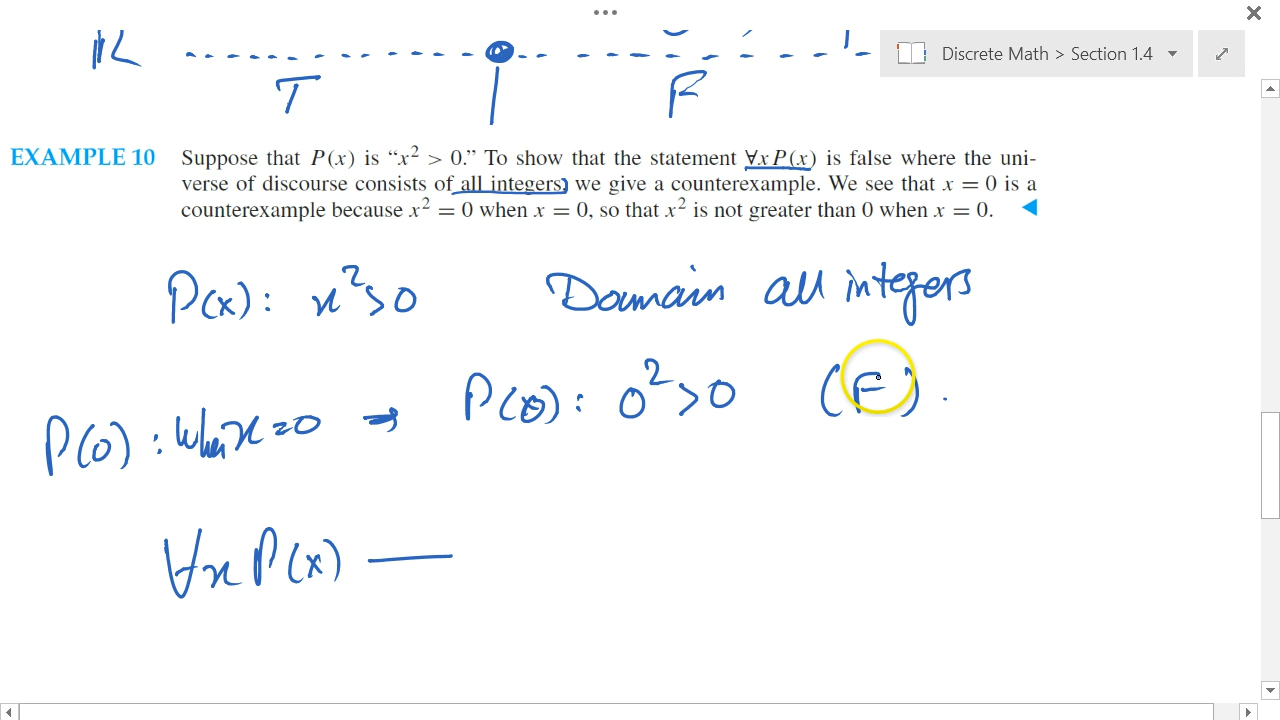 Discrete Math > Section 1.4
T F
EXAMPLE 10 Suppose that P(x) is “x² > 0.” To show that the statement ∀xP(x) is false where the uni-
verse of discourse consists of all integers, we give a counterexample. We see that x = 0 is a
counterexample because x² = 0 when x = 0, so that x² is not greater than 0 when x = 0.
P(x): x²>0 Domain all integers
P(0): 0²>0 (F).
P(0): when x=0 →
∀x P(x) —